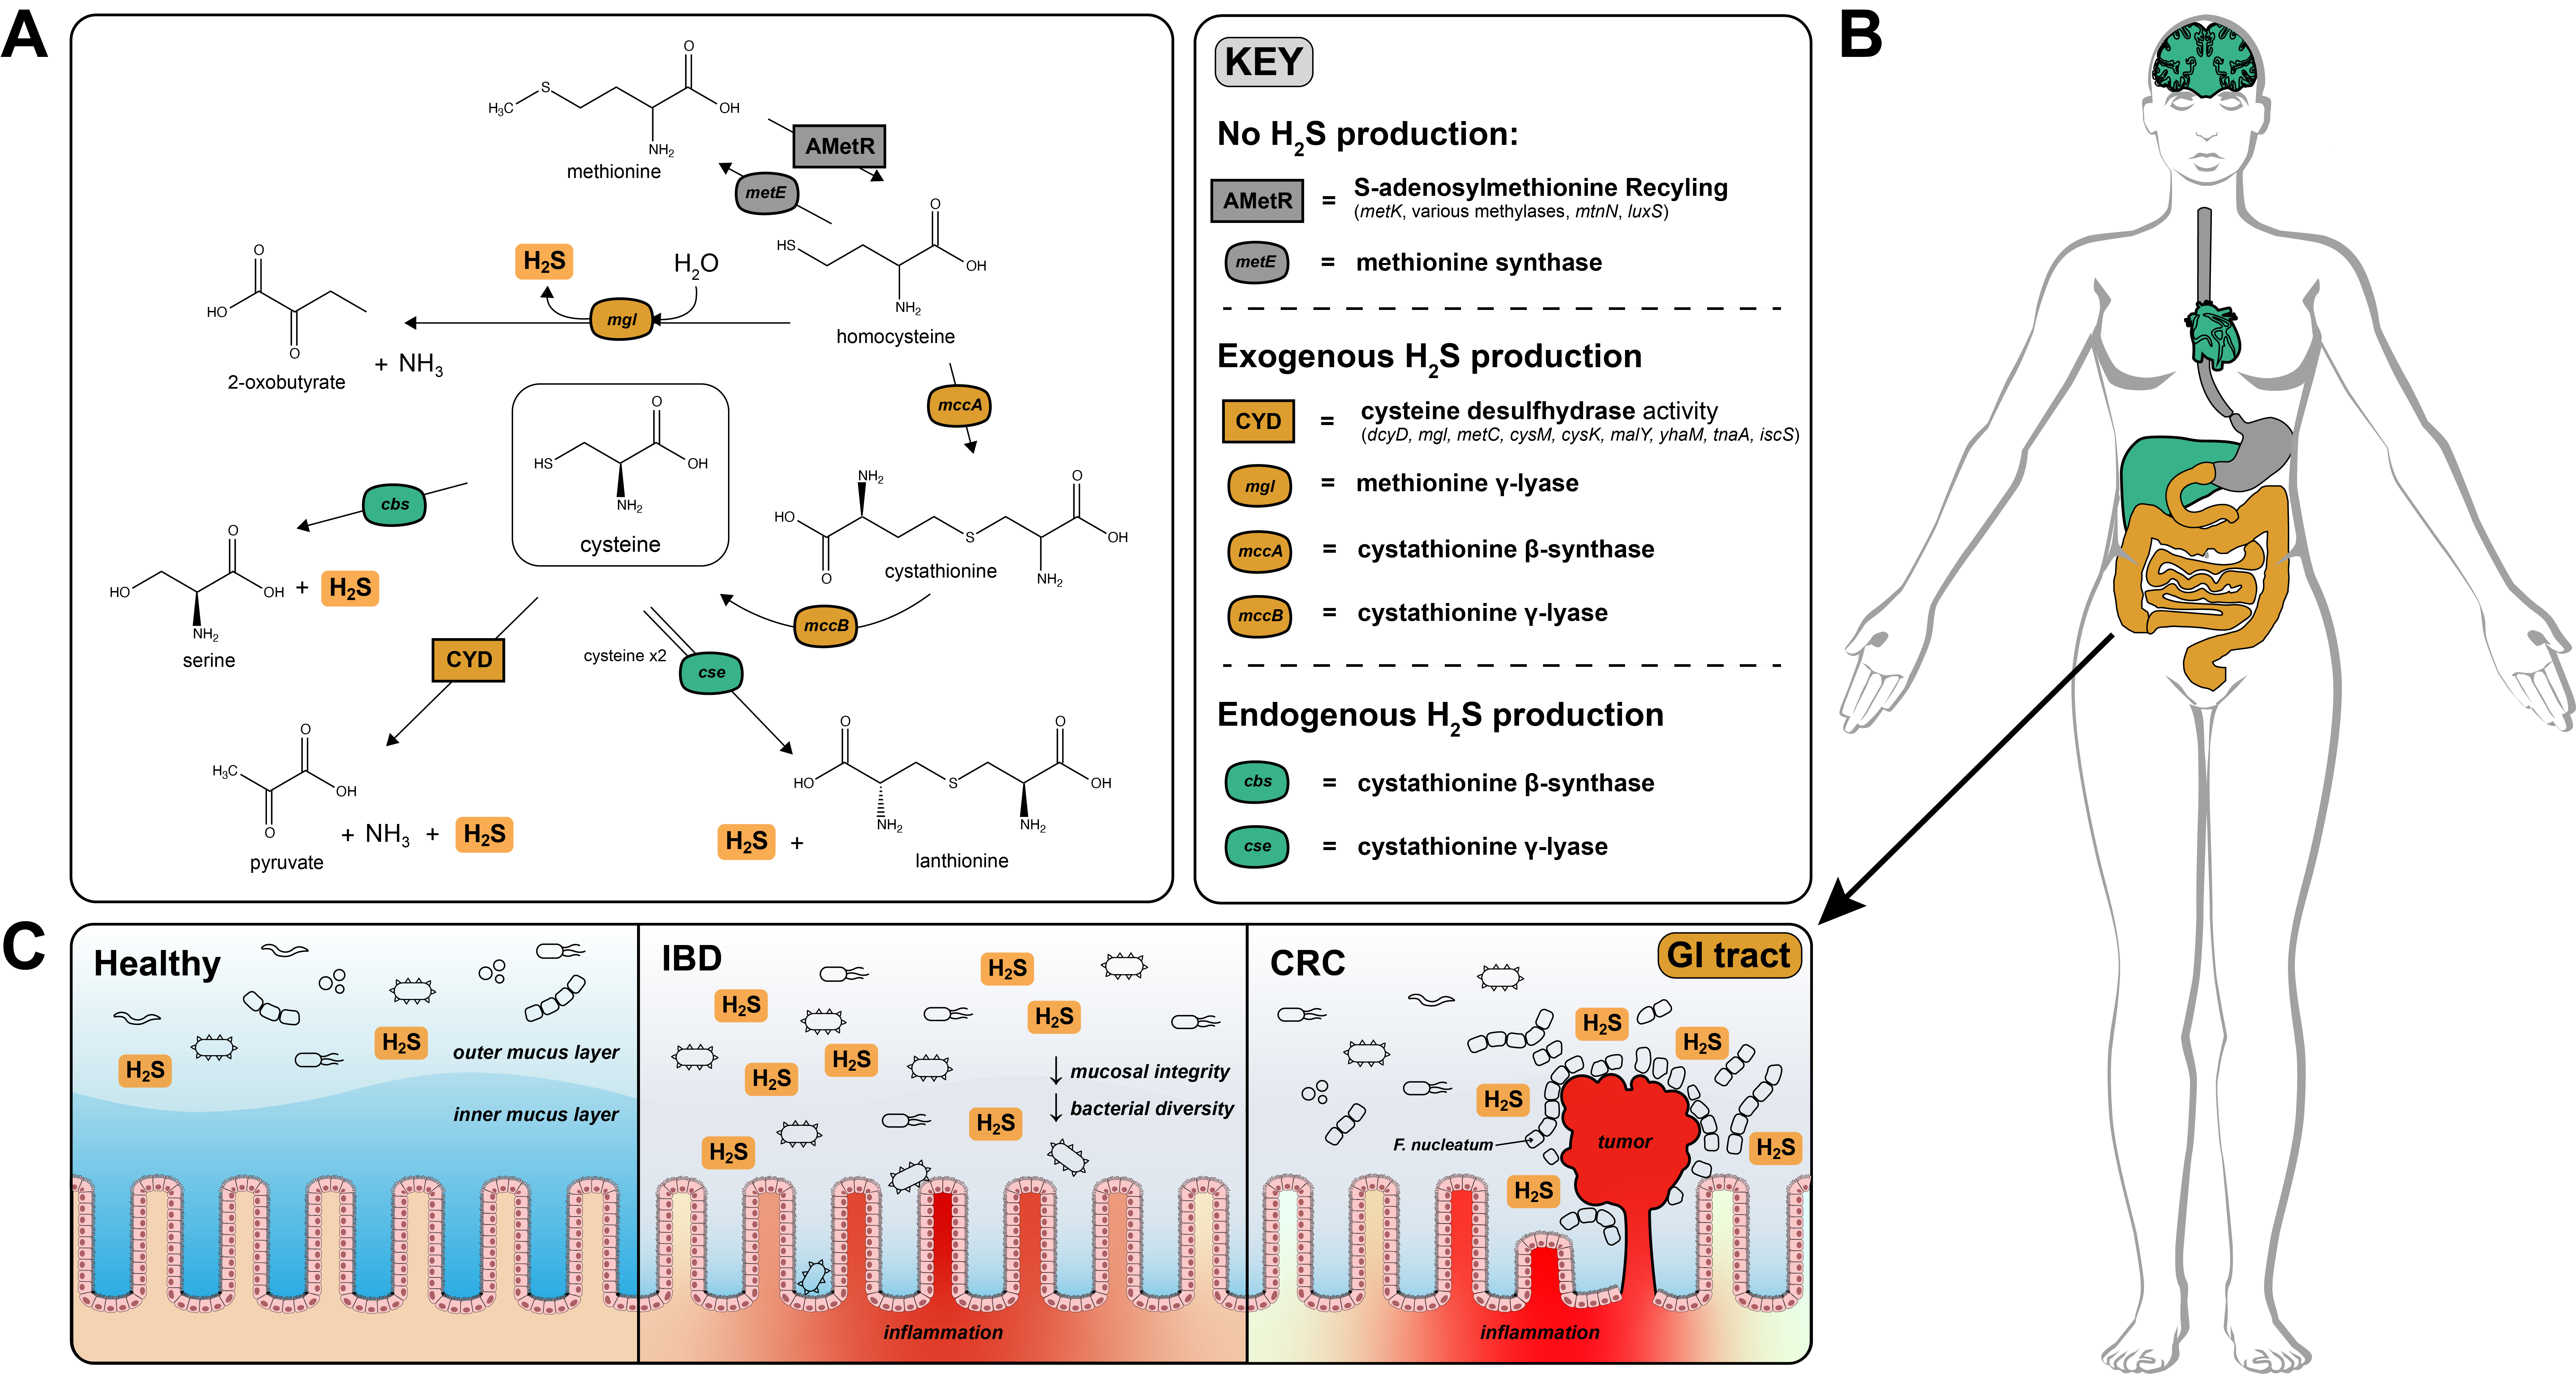 A
O
S
H3C
OH
NH2
methionine
AMetR
metE
O
HS
OH
NH2
homocysteine
H2S
H2O
mgl
O
HO
O
+ NH3
2-oxobutyrate
mccA
O
HS
OH
NH2
cysteine
NH2
O
HO
S
OH
O
NH2
cystathionine
cbs
O
HO
OH
+ H2S
NH2
serine
mccB
CYD
cysteine x2
cse
O
H3C
OH
O
+ NH3 + H2S
pyruvate
O
O
HO
S
OH
NH2
NH2
H2S +
lanthionine
KEY
No H2S production:
AMetR = S-adenosylmethionine Recyling
(metK, various methylases, mtnN, luxS)
metE = methionine synthase
Exogenous H2S production
CYD = cysteine desulfhydrase activity
(dcyD, mgl, metC, cysM, cysK, malY, yhaM, tnaA, iscS)
mgl = methionine γ-lyase
mccA = cystathionine β-synthase
mccB = cystathionine γ-lyase
Endogenous H2S production
cbs = cystathionine β-synthase
cse = cystathionine γ-lyase
B
C
Healthy
H2S
H2S
outer mucus layer
inner mucus layer
IBD
H2S
H2S
H2S
H2S
H2S
↓ mucosal integrity
↓ bacterial diversity
H2S
H2S
inflammation
CRC
GI tract
H2S
H2S
H2S
F. nucleatum
tumor
H2S
H2S
inflammation